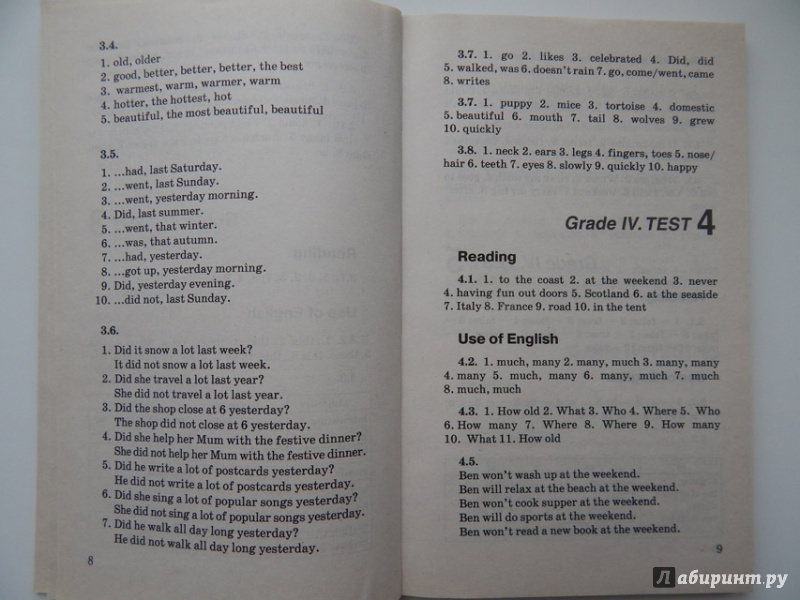 3.4.
1. old, older
2. good, better, better, better, the best
3. warmest, warm, warmer, warm
4. hotter, the hottest, hot
5. beautiful, the most beautiful, beautiful
3.5.
1. ...had, last Saturday.
2. ...went, last Sunday.
3. ...went, yesterday morning.
4. Did, last summer.
5. ...went, that winter.
6. ...was, that autumn.
7. ...had, yesterday.
8. ...got up, yesterday morning.
9. Did, yesterday evening.
10. ...did not, last Sunday.
3.6.
1. Did it snow a lot last week?
It did not snow a lot last week.
2. Did she travel a lot last year?
She did not travel a lot last year.
3. Did the shop close at 6 yesterday?
The shop did not close at 6 yesterday.
4. Did she help her Mum with the festive dinner?
She did not help her Mum with the festive dinner.
5. Did he write a lot of postcards yesterday?
He did not write a lot of postcards yesterday.
6. Did she sing a lot of popular songs yesterday?
She did not sing a lot of popular songs yesterday.
7. Did he walk all day long yesterday?
He did not walk all day long yesterday.
8
3.7. 1. go 2. likes 3. celebrated 4. Did, did
5. walked, was 6. doesn't rain 7. go, come/went, came
8. writes
3.7. 1. puppy 2. mice 3. tortoise 4. domestic
5. beautiful 6. mouth 7. tail 8. wolves 9. grew
10. quickly
3.8. 1. neck 2. ears 3. legs 4. fingers, toes 5. nose/
hair 6. teeth 7. eyes 8. slowly 9. quickly 10. happy
Grade IV. TEST 4
Reading
4.1. 1. to the coast 2. at the weekend 3. never
4. having fun out doors 5. Scotland 6. at the seaside
7. Italy 8. France 9. road 10. in the tent
Use of English
4.2. 1. much, many 2. many, much 3. many, many
4. many 5. much, many 6. many, much 7. much
8. much, much
4.3. 1. How old 2. What 3. Who 4. Where 5. Who
6. How many 7. Where 8. Where 9. How many
10. What 11. How old
4.5.
Ben won't wash up at the weekend.
Ben will relax at the beach at the weekend.
Ben won't cook supper at the weekend.
Ben will do sports at the weekend.
Ben won't read a new book at the weekend.
9
Лабиринт.ру